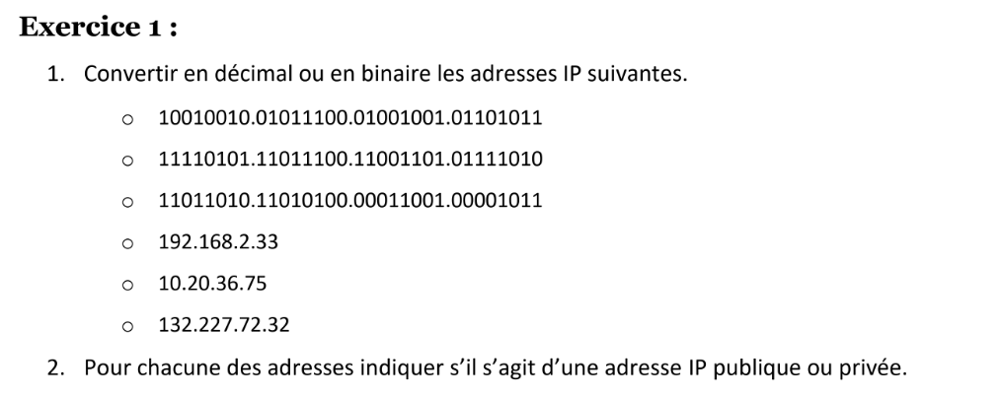 Exercice 1 :
1. Convertir en décimal ou en binaire les adresses IP suivantes.
o 10010010.01011100.01001001.01101011
o 11110101.11011100.11001101.01111010
o 11011010.11010100.00011001.00001011
o 192.168.2.33
o 10.20.36.75
o 132.227.72.32
2. Pour chacune des adresses indiquer s’il s’agit d’une adresse IP publique ou privée.